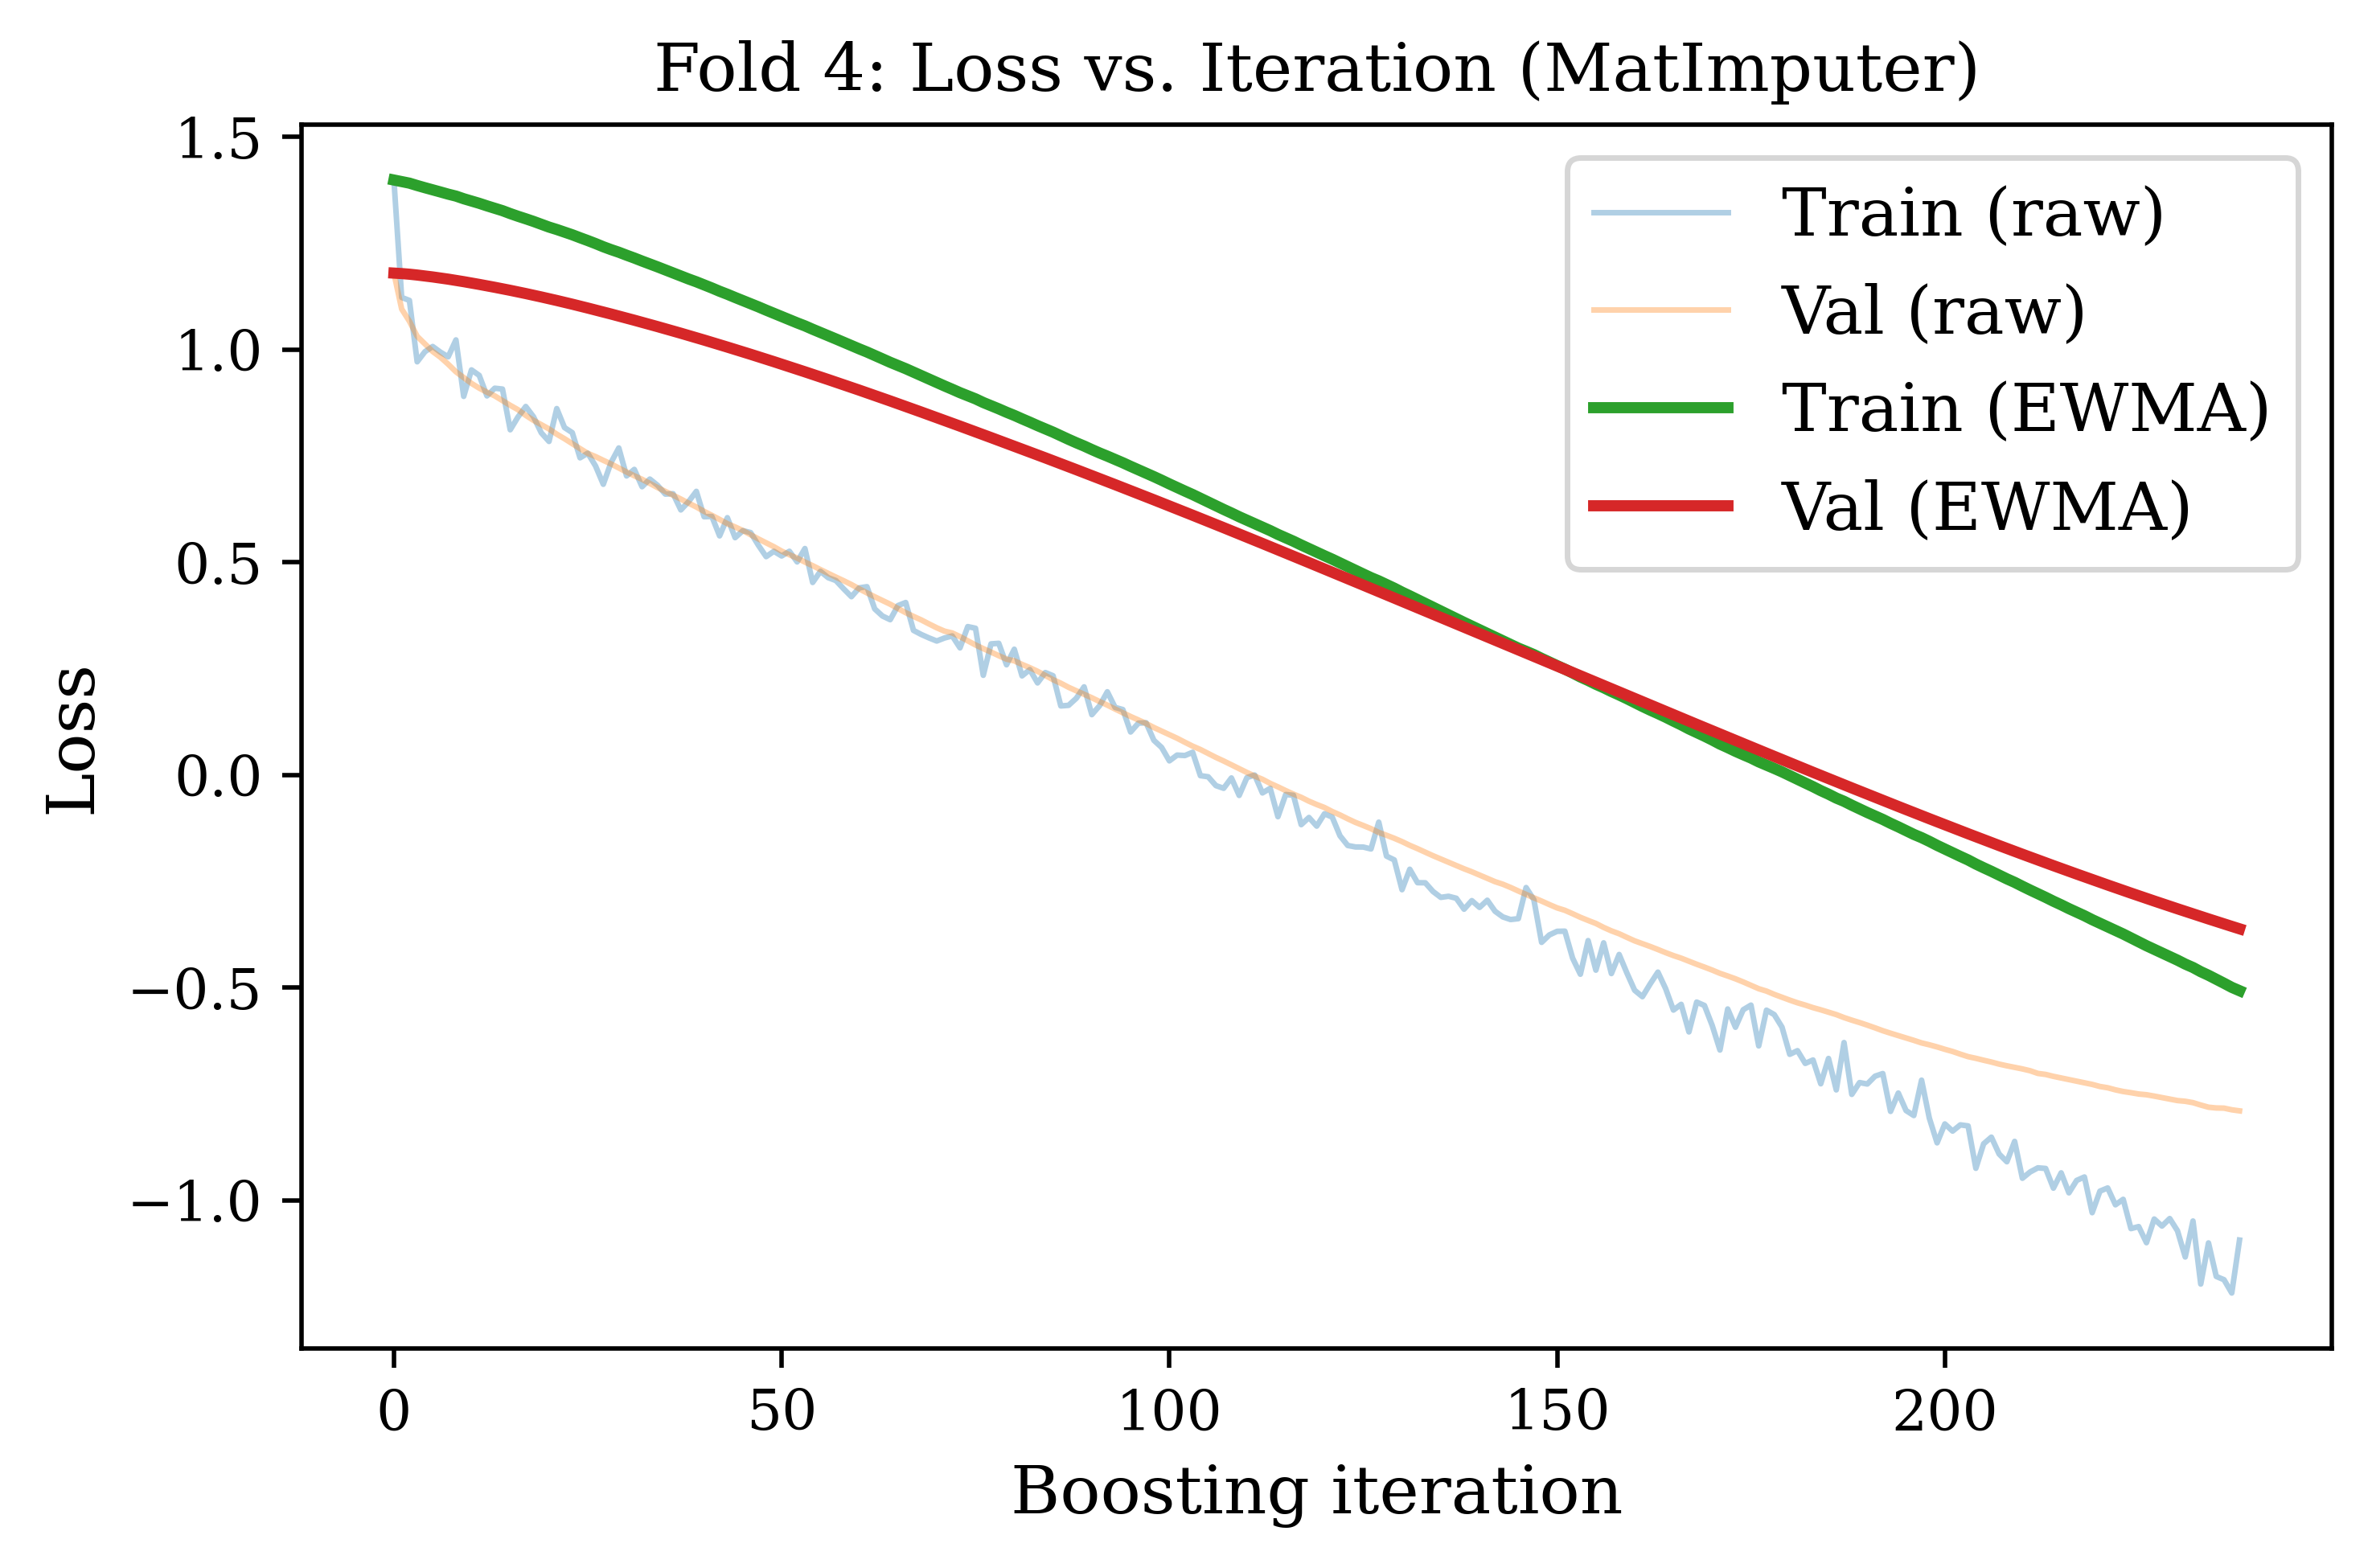 Fold 4: Loss vs. Iteration (MatImputer)
1.5
1.0
0.5
0.0
−0.5
−1.0
Loss
Train (raw)
Val (raw)
Train (EWMA)
Val (EWMA)
0 50 100 150 200
Boosting iteration